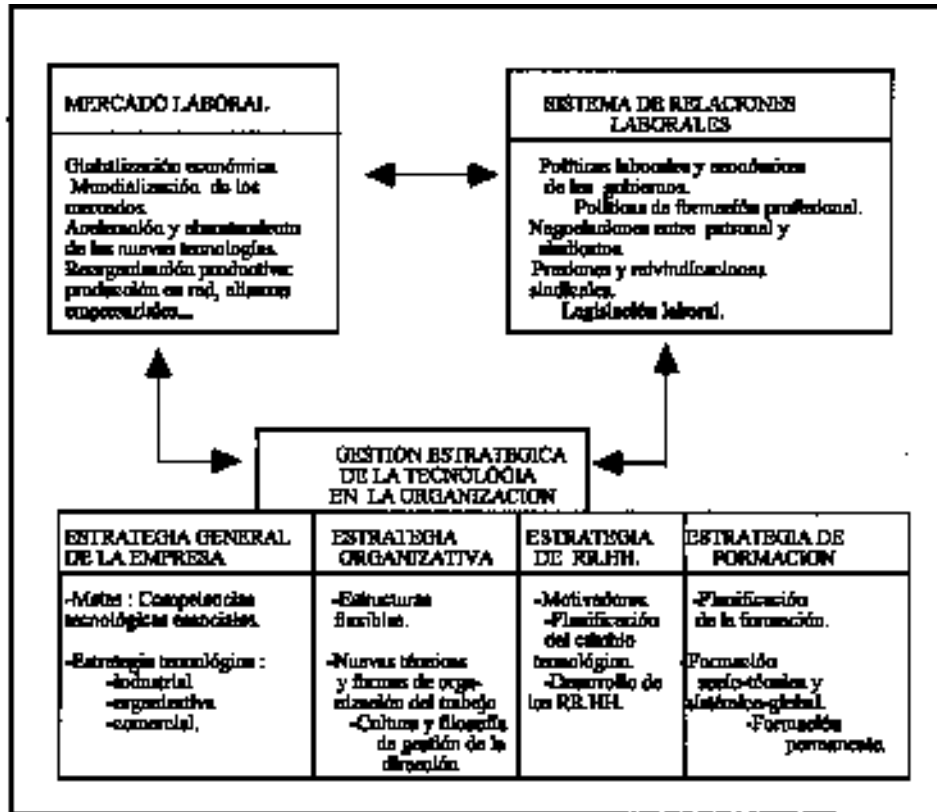 MERCADO LABORAL
Globalización económica
Mundialización de los
mercados.
Aceleración y abaratamiento
de las nuevas tecnologías.
Reorganización productiva:
producción en red, alianzas
empresariales...
SISTEMA DE RELACIONES
LABORALES
Políticas laborales y económicas
de los gobiernos.
Políticas de formación profesional.
Negociaciones entre patronal y
sindicatos.
Presiones y reivindicaciones
sindicales.
Legislación laboral.
GESTION ESTRATEGICA
DE LA TECNOLOGIA
EN LA ORGANIZACION
ESTRATEGIA GENERAL
DE LA EMPRESA
-Metas : Competencias
tecnológicas esenciales.
-Estrategia tecnológica :
-industrial
-organizativa
-comercial.
ESTRATEGIA
ORGANIZATIVA
-Estructuras
flexibles.
-Nuevas técnicas
y formas de orga-
nización del trabajo
-Cultura y filosofía
de gestión de la
dirección
ESTRATEGIA
DE RR.HH.
-Motivadores.
-Planificación
del cambio
tecnológico.
-Desarrollo de
los RR.HH.
ESTRATEGIA DE
FORMACION
-Planificación
de la formación.
-Formación
socio-técnica y
sistémico-global.
-Formación
permanente.